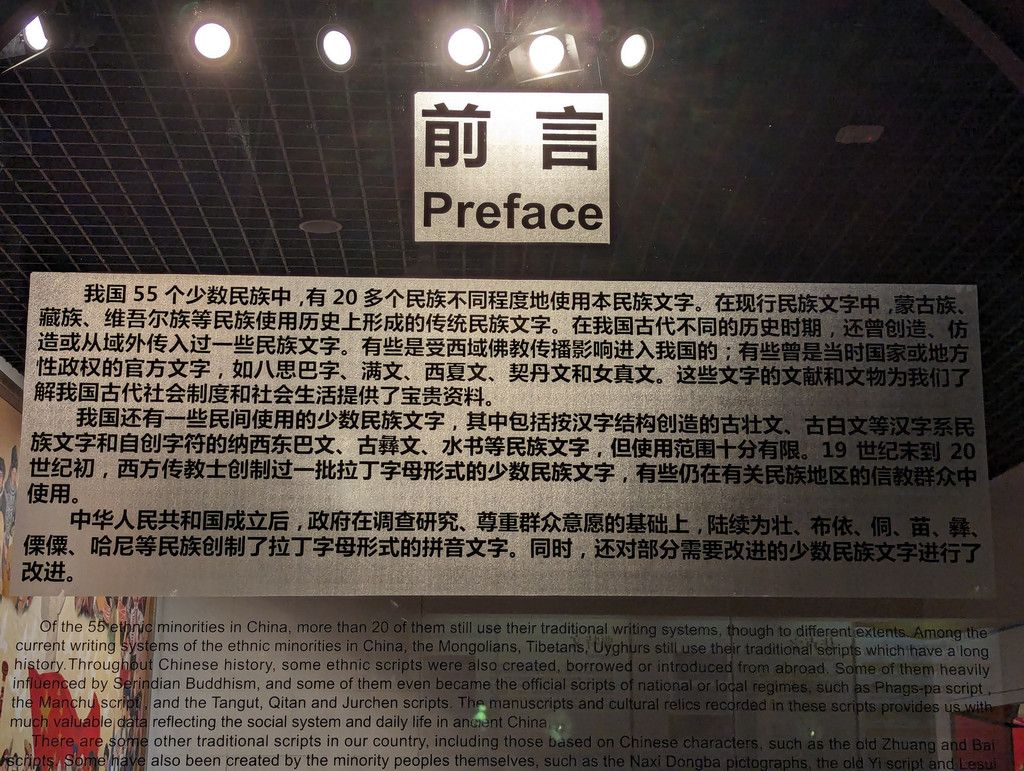 前言
Preface
我国 55 个少数民族中，有 20 多个民族不同程度地使用本民族文字。在现行民族文字中，蒙古族、
藏族、维吾尔族等民族使用历史上形成的传统民族文字。在我国古代不同的历史时期，还曾创造、仿
造或从域外传入过一些民族文字。有些是受西域佛教传播影响进入我国的；有些曾是当时国家或地方
性政权的官方文字，如八思巴字、满文、西夏文、契丹文和女真文。这些文字的文献和文物为我们了
解我国古代社会制度和社会生活提供了宝贵资料。
我国还有一些民间使用的少数民族文字，其中包括按汉字结构创造的古壮文、古白文等汉字系民
族文字和自创字符的纳西东巴文、古彝文、水书等民族文字，但使用范围十分有限。19 世纪末到 20
世纪初，西方传教士创制过一批拉丁字母形式的少数民族文字，有些仍在有关民族地区的信教群众中
使用。
中华人民共和国成立后，政府在调查研究、尊重群众意愿的基础上，陆续为壮、布依、侗、苗、彝、
傈僳、哈尼等民族创制了拉丁字母形式的拼音文字。同时，还对部分需要改进的少数民族文字进行了
改进。
Of the 55 ethnic minorities in China, more than 20 of them still use their traditional writing systems, though to different extents. Among the
current writing systems of the ethnic minorities in China, the Mongolians, Tibetans, Uyghurs still use their traditional scripts which have a long
history.Throughout Chinese history, some ethnic scripts were also created, borrowed or introduced from abroad. Some of them heavily
influenced by Serindian Buddhism, and some of them even became the official scripts of national or local regimes, such as Phags-pa script ,
the Manchu script , and the Tangut, Qitan and Jurchen scripts. The manuscripts and cultural relics recorded in these scripts provides us with
much valuable data reflecting the social system and daily life in ancient China.
There are some other traditional scripts in our country, including those based on Chinese characters, such as the old Zhuang and Bai
scripts. Some have also been created by the minority peoples themselves, such as the Naxi Dongba pictographs, the old Yi script and Lesui